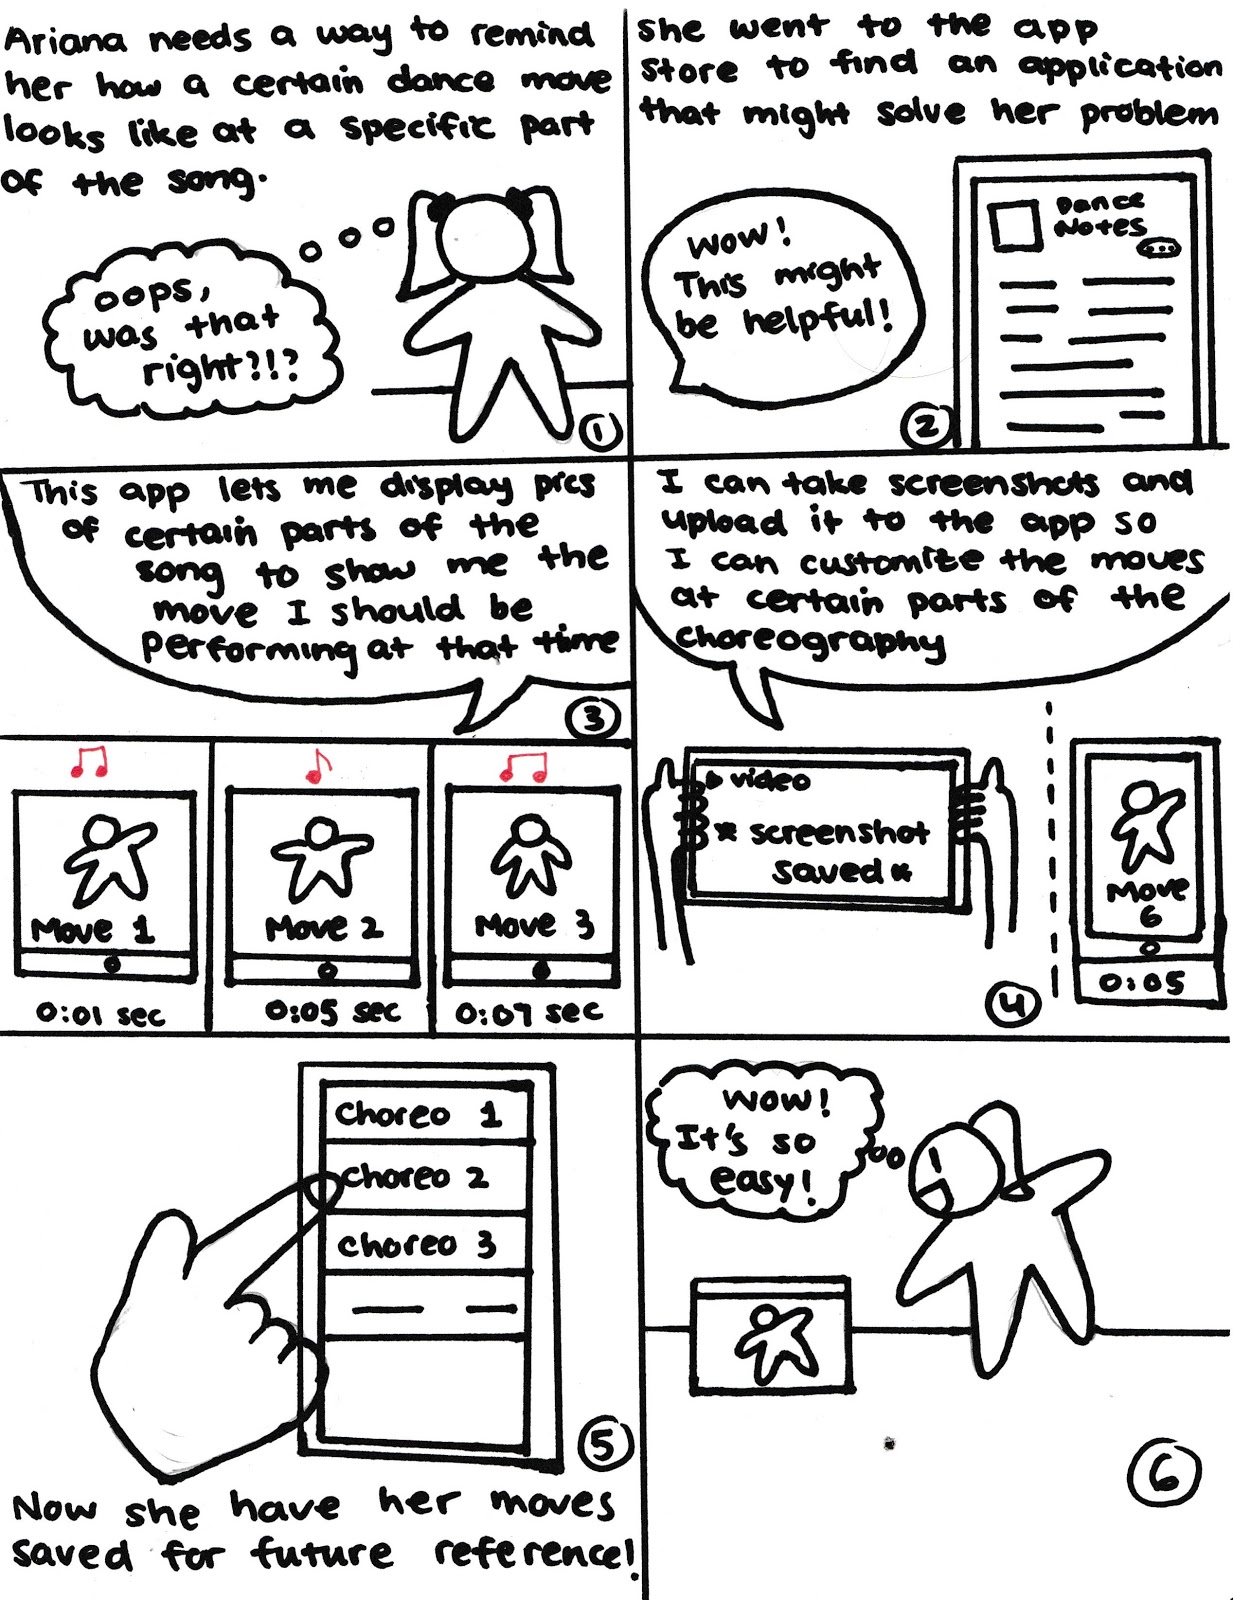 Ariana needs a way to remind
her how a certain dance move
looks like at a specific part
of the song.
oops,
was that
right?!?
1
she went to the app
store to find an application
that might solve her problem
Wow!
This might
be helpful!
Dance
Notes
...
2
This app lets me display pics
of certain parts of the
song to show me the
move I should be
performing at that time
3
Move 1
0:01 sec
Move 2
0:05 sec
Move 3
0:07 sec
I can take screenshots and
upload it to the app so
I can customize the moves
at certain parts of the
choreography
video
* screenshot
saved *
4
Move
6
0:05
Choreo 1
Choreo 2
Choreo 3
5
Now she have her moves
saved for future reference!
Wow!
It's so
easy!
6